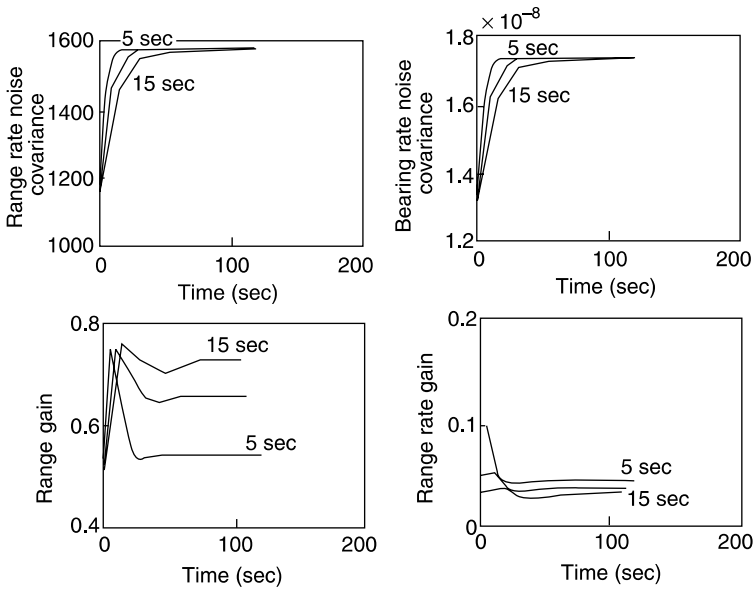 1600
1400
1200
1000
5 sec
15 sec
Range rate noise
covariance
0
100
200
Time (sec)
× 10–8
1.8
1.6
1.4
1.2
5 sec
15 sec
Bearing rate noise
covariance
0
100
200
Time (sec)
0.8
0.6
0.4
15 sec
5 sec
Range gain
0
100
200
Time (sec)
0.2
0.1
0
5 sec
15 sec
Range rate gain
0
100
200
Time (sec)